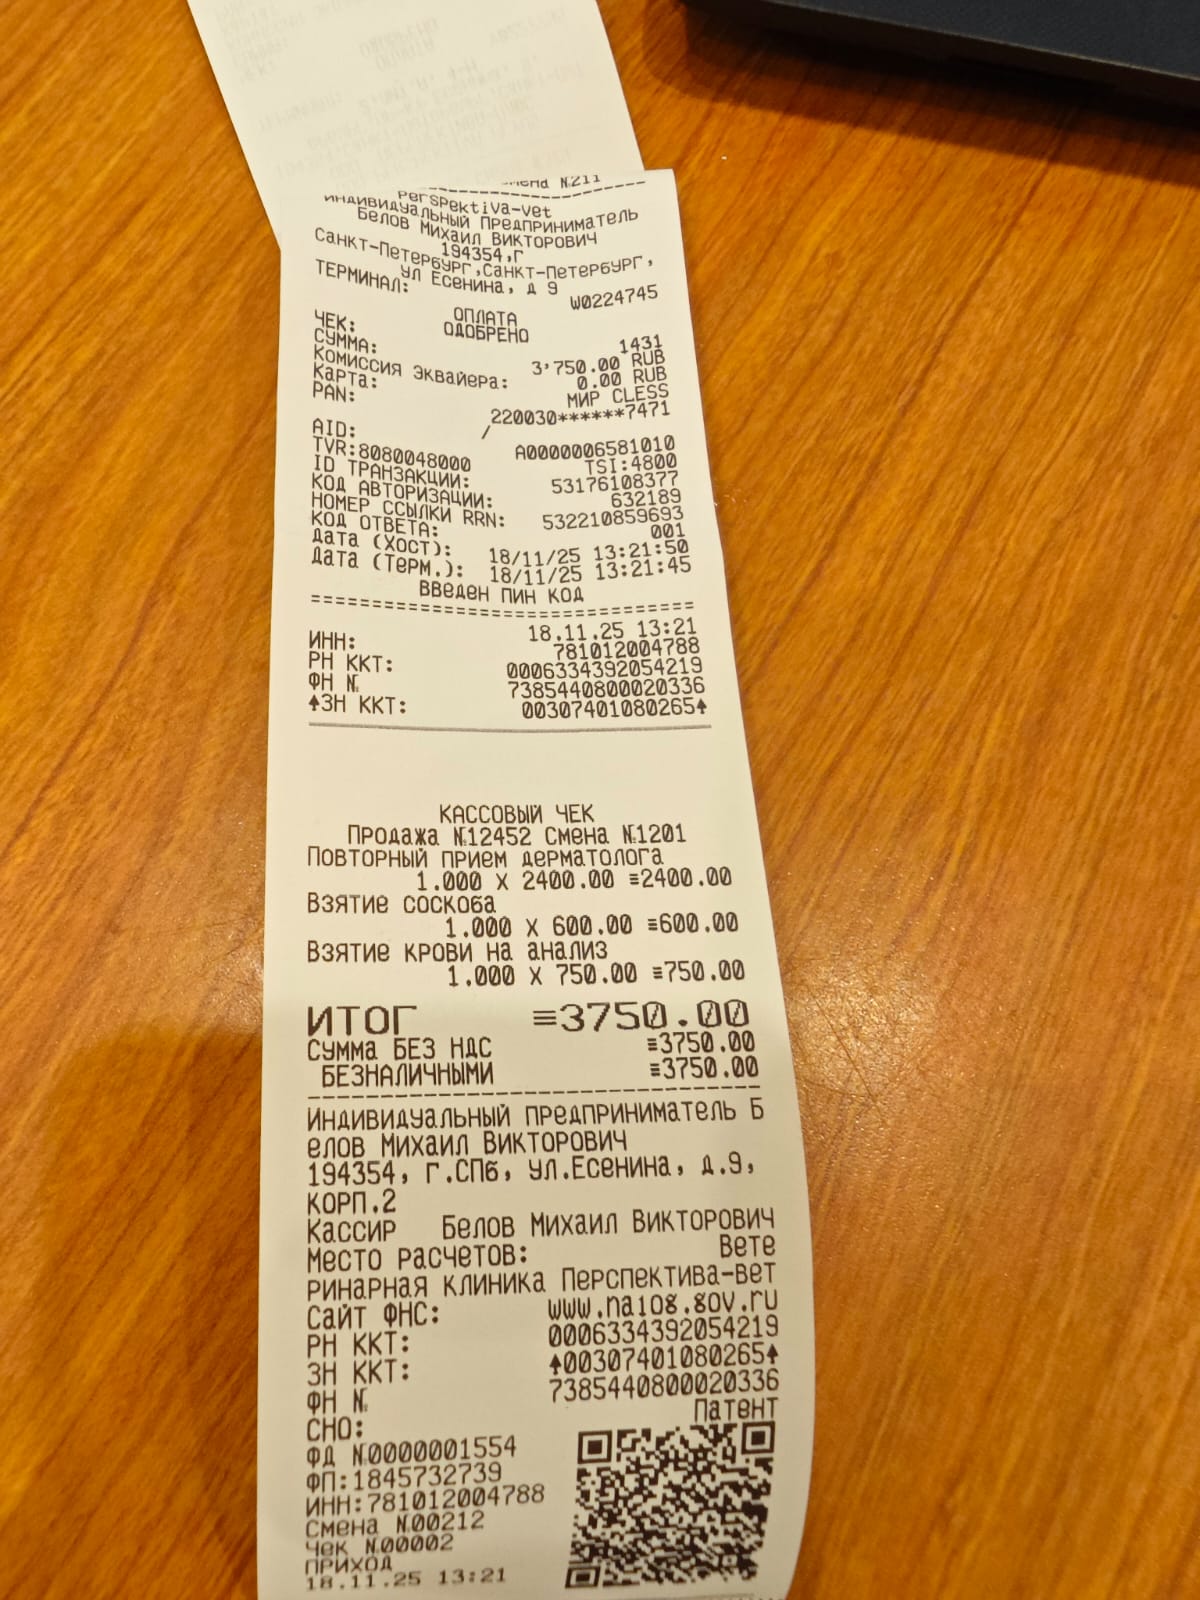 Смена №211
PerSPektiva-vet
Индивидуальный Предприниматель
Белов Михаил Викторович
194354,г
Санкт-Петербург,Санкт-Петербург,
ул Есенина, д 9
ТЕРМИНАЛ: W0224745
ОПЛАТА
ОДОБРЕНО
ЧЕК: 1431
СУММА: 3'750.00 RUB
Комиссия Эквайера: 0.00 RUB
Карта: МИР CLESS
PAN: 220030******7471
/
AID: A0000006581010
TVR:8080048000 TSI:4800
ID ТРАНЗАКЦИИ: 53176108377
КОД АВТОРИЗАЦИИ: 632189
НОМЕР ССЫЛКИ RRN: 532210859693
КОД ОТВЕТА: 001
Дата (Хост): 18/11/25 13:21:50
Дата (Терм.): 18/11/25 13:21:45
Введен ПИН код
===============================
18.11.25 13:21
ИНН: 781012004788
РН ККТ: 0006334392054219
ФН № 7385440800020336
↑ЗН ККТ: 00307401080265↑
КАССОВЫЙ ЧЕК
Продажа №12452 Смена №1201
Повторный прием дерматолога
1.000 X 2400.00 ≡2400.00
Взятие соскоба
1.000 X 600.00 ≡600.00
Взятие крови на анализ
1.000 X 750.00 ≡750.00
ИТОГ ≡3750.00
Сумма БЕЗ НДС ≡3750.00
БЕЗНАЛИЧНЫМИ ≡3750.00
Индивидуальный предприниматель Б
елов Михаил Викторович
194354, г.СПб, ул.Есенина, д.9,
корп.2
Кассир Белов Михаил Викторович
Место расчетов: Вете
ринарная клиника Перспектива-вет
Сайт ФНС: www.nalog.gov.ru
РН ККТ: 0006334392054219
ЗН ККТ: ↑00307401080265↑
ФН № 7385440800020336
СНО: Патент
ФД №0000001554
ФП:1845732739
ИНН:781012004788
Смена №00212
Чек №00002
ПРИХОД
18.11.25 13:21